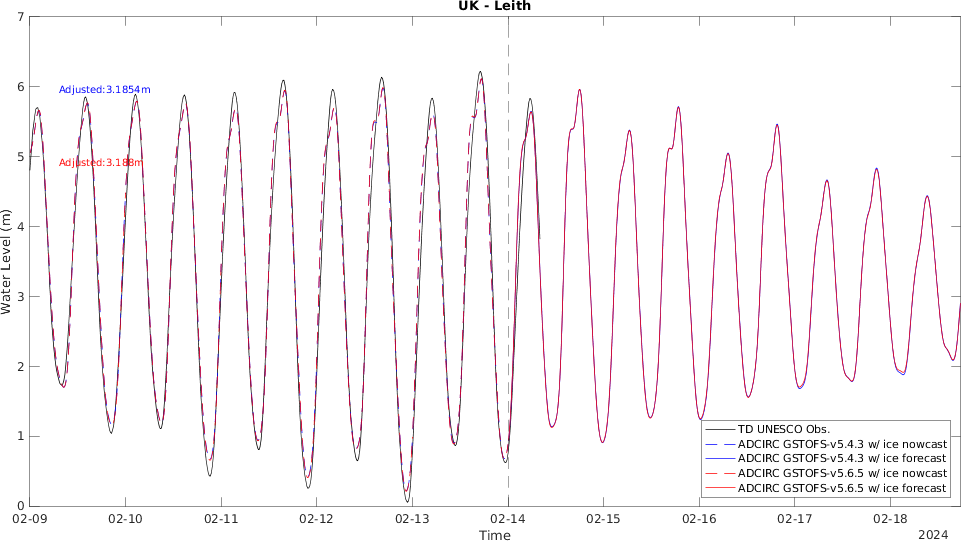 UK - Leith
7
6
5
4
3
2
1
0
Water Level (m)
Adjusted:3.1854m
Adjusted:3.188m
TD UNESCO Obs.
ADCIRC GSTOFS-v5.4.3 w/ ice nowcast
ADCIRC GSTOFS-v5.4.3 w/ ice forecast
ADCIRC GSTOFS-v5.6.5 w/ ice nowcast
ADCIRC GSTOFS-v5.6.5 w/ ice forecast
02-09 02-10 02-11 02-12 02-13 02-14 02-15 02-16 02-17 02-18
Time
2024